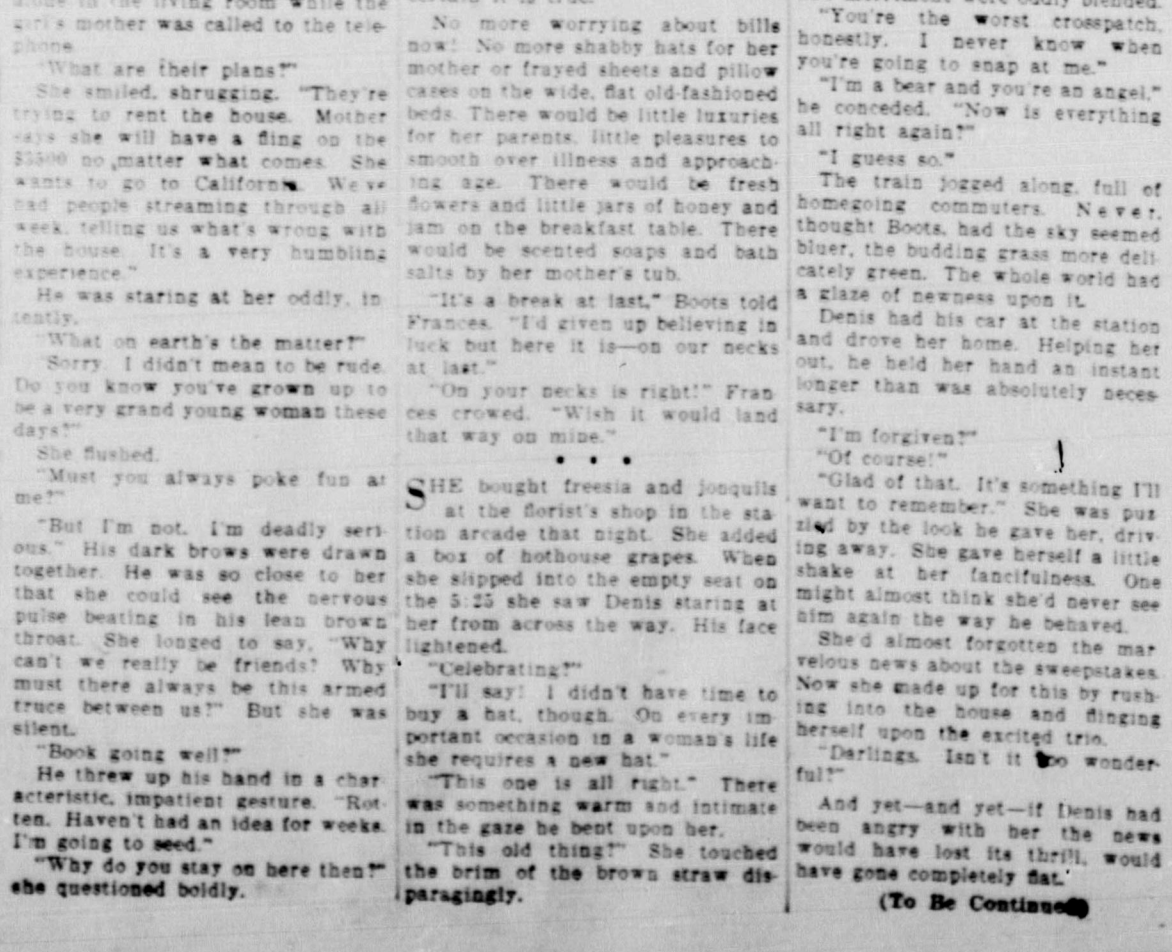 alone in the living room while the
girl's mother was called to the tele-
phone.
"What are their plans?"
She smiled, shrugging. "They're
trying to rent the house. Mother
says she will have a fling on the
$3500 no matter what comes. She
wants to go to California. We've
had people streaming through all
week, telling us what's wrong with
the house. It's a very humbling
experience."
He was staring at her oddly, in
tently.
"What on earth's the matter?"
"Sorry. I didn't mean to be rude.
Do you know you've grown up to
be a very grand young woman these
days?"
She flushed.
"Must you always poke fun at
me?"
"But I'm not. I'm deadly seri-
ous." His dark brows were drawn
together. He was so close to her
that she could see the nervous
pulse beating in his lean brown
throat. She longed to say, "Why
can't we really be friends? Why
must there always be this armed
truce between us?" But she was
silent.
"Book going well?"
He threw up his hand in a char
acteristic, impatient gesture. "Rot-
ten. Haven't had an idea for weeks.
I'm going to seed."
"Why do you stay on here then?"
she questioned boldly.
it is true.
No more worrying about bills
now! No more shabby hats for her
mother or frayed sheets and pillow
cases on the wide, flat old-fashioned
beds. There would be little luxuries
for her parents, little pleasures to
smooth over illness and approach-
ing age. There would be fresh
flowers and little jars of honey and
jam on the breakfast table. There
would be scented soaps and bath
salts by her mother's tub.
"It's a break at last," Boots told
Frances. "I'd given up believing in
luck but here it is—on our necks
at last."
"On your necks is right!" Fran
ces crowed. "Wish it would land
that way on mine."
• • •
SHE bought freesia and jonquils
at the florist's shop in the sta
tion arcade that night. She added
a box of hothouse grapes. When
she slipped into the empty seat on
the 5:25 she saw Denis staring at
her from across the way. His face
lightened.
"Celebrating?"
"I'll say! I didn't have time to
buy a hat, though. On every im
portant occasion in a woman's life
she requires a new hat."
"This one is all right." There
was something warm and intimate
in the gaze he bent upon her.
"This old thing?" She touched
the brim of the brown straw dis-
paragingly.
were oddly blended.
"You're the worst crosspatch,
honestly. I never know when
you're going to snap at me."
"I'm a bear and you're an angel,"
he conceded. "Now is everything
all right again?"
"I guess so."
The train jogged along, full of
homegoing commuters. Never,
thought Boots, had the sky seemed
bluer, the budding grass more deli
cately green. The whole world had
a glaze of newness upon it.
Denis had his car at the station
and drove her home. Helping her
out, he held her hand an instant
longer than was absolutely neces
sary.
"I'm forgiven?"
"Of course!"
"Glad of that. It's something I'll
want to remember." She was puz
zled by the look he gave her, driv
ing away. She gave herself a little
shake at her fancifulness. One
might almost think she'd never see
him again the way he behaved.
She'd almost forgotten the mar
velous news about the sweepstakes.
Now she made up for this by rush-
ing into the house and flinging
herself upon the excited trio.
"Darlings. Isn't it too wonder-
ful?"
And yet—and yet—if Denis had
been angry with her the news
would have lost its thrill, would
have gone completely flat.
(To Be Continued)